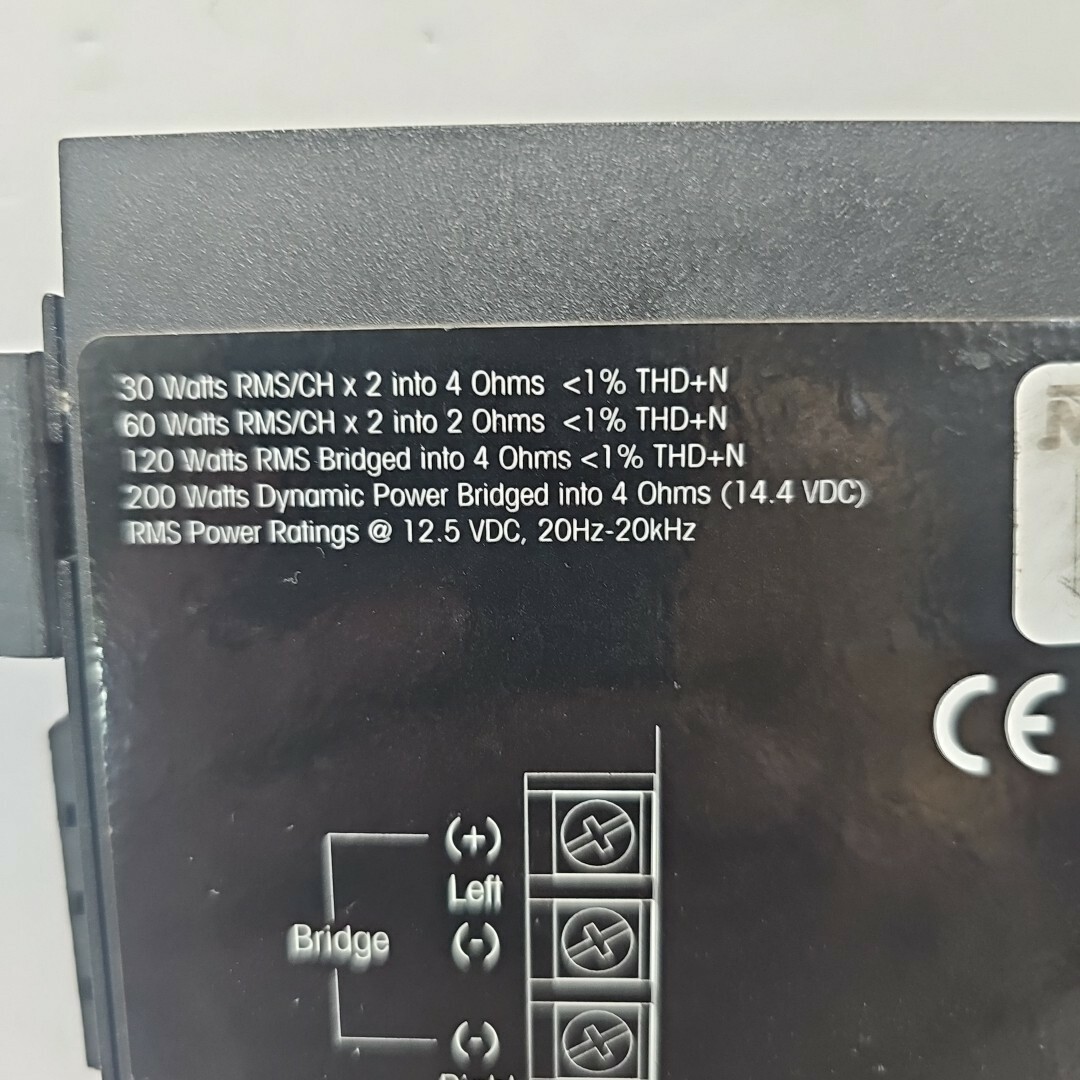 30 Watts RMS/CH x 2 into 4 Ohms <1% THD+N
60 Watts RMS/CH x 2 into 2 Ohms <1% THD+N
120 Watts RMS Bridged into 4 Ohms <1% THD+N
200 Watts Dynamic Power Bridged into 4 Ohms (14.4 VDC)
RMS Power Ratings @ 12.5 VDC, 20Hz-20kHz
CE
(+)
Left
Bridge
(-)
(-)